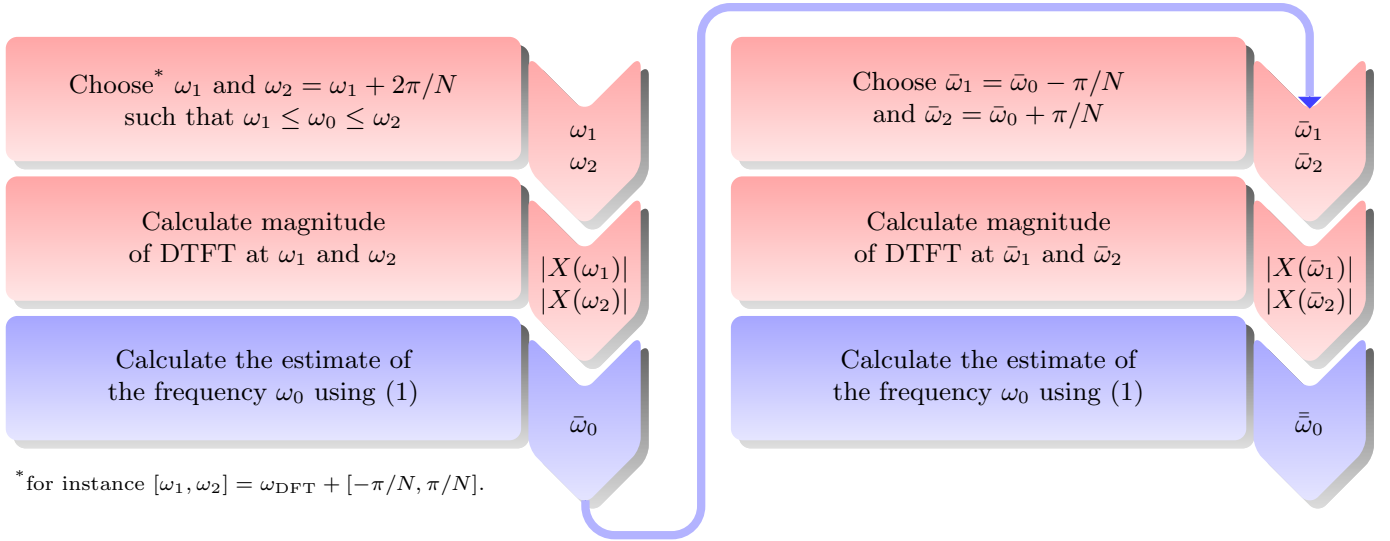 Choose* ω₁ and ω₂ = ω₁ + 2π/N
such that ω₁ ≤ ω₀ ≤ ω₂
ω₁
ω₂
Calculate magnitude
of DTFT at ω₁ and ω₂
|X(ω₁)|
|X(ω₂)|
Calculate the estimate of
the frequency ω₀ using (1)
ω̄₀
*for instance [ω₁, ω₂] = ω_DFT + [−π/N, π/N].
Choose ω̄₁ = ω̄₀ − π/N
and ω̄₂ = ω̄₀ + π/N
ω̄₁
ω̄₂
Calculate magnitude
of DTFT at ω̄₁ and ω̄₂
|X(ω̄₁)|
|X(ω̄₂)|
Calculate the estimate of
the frequency ω₀ using (1)
ω̿₀